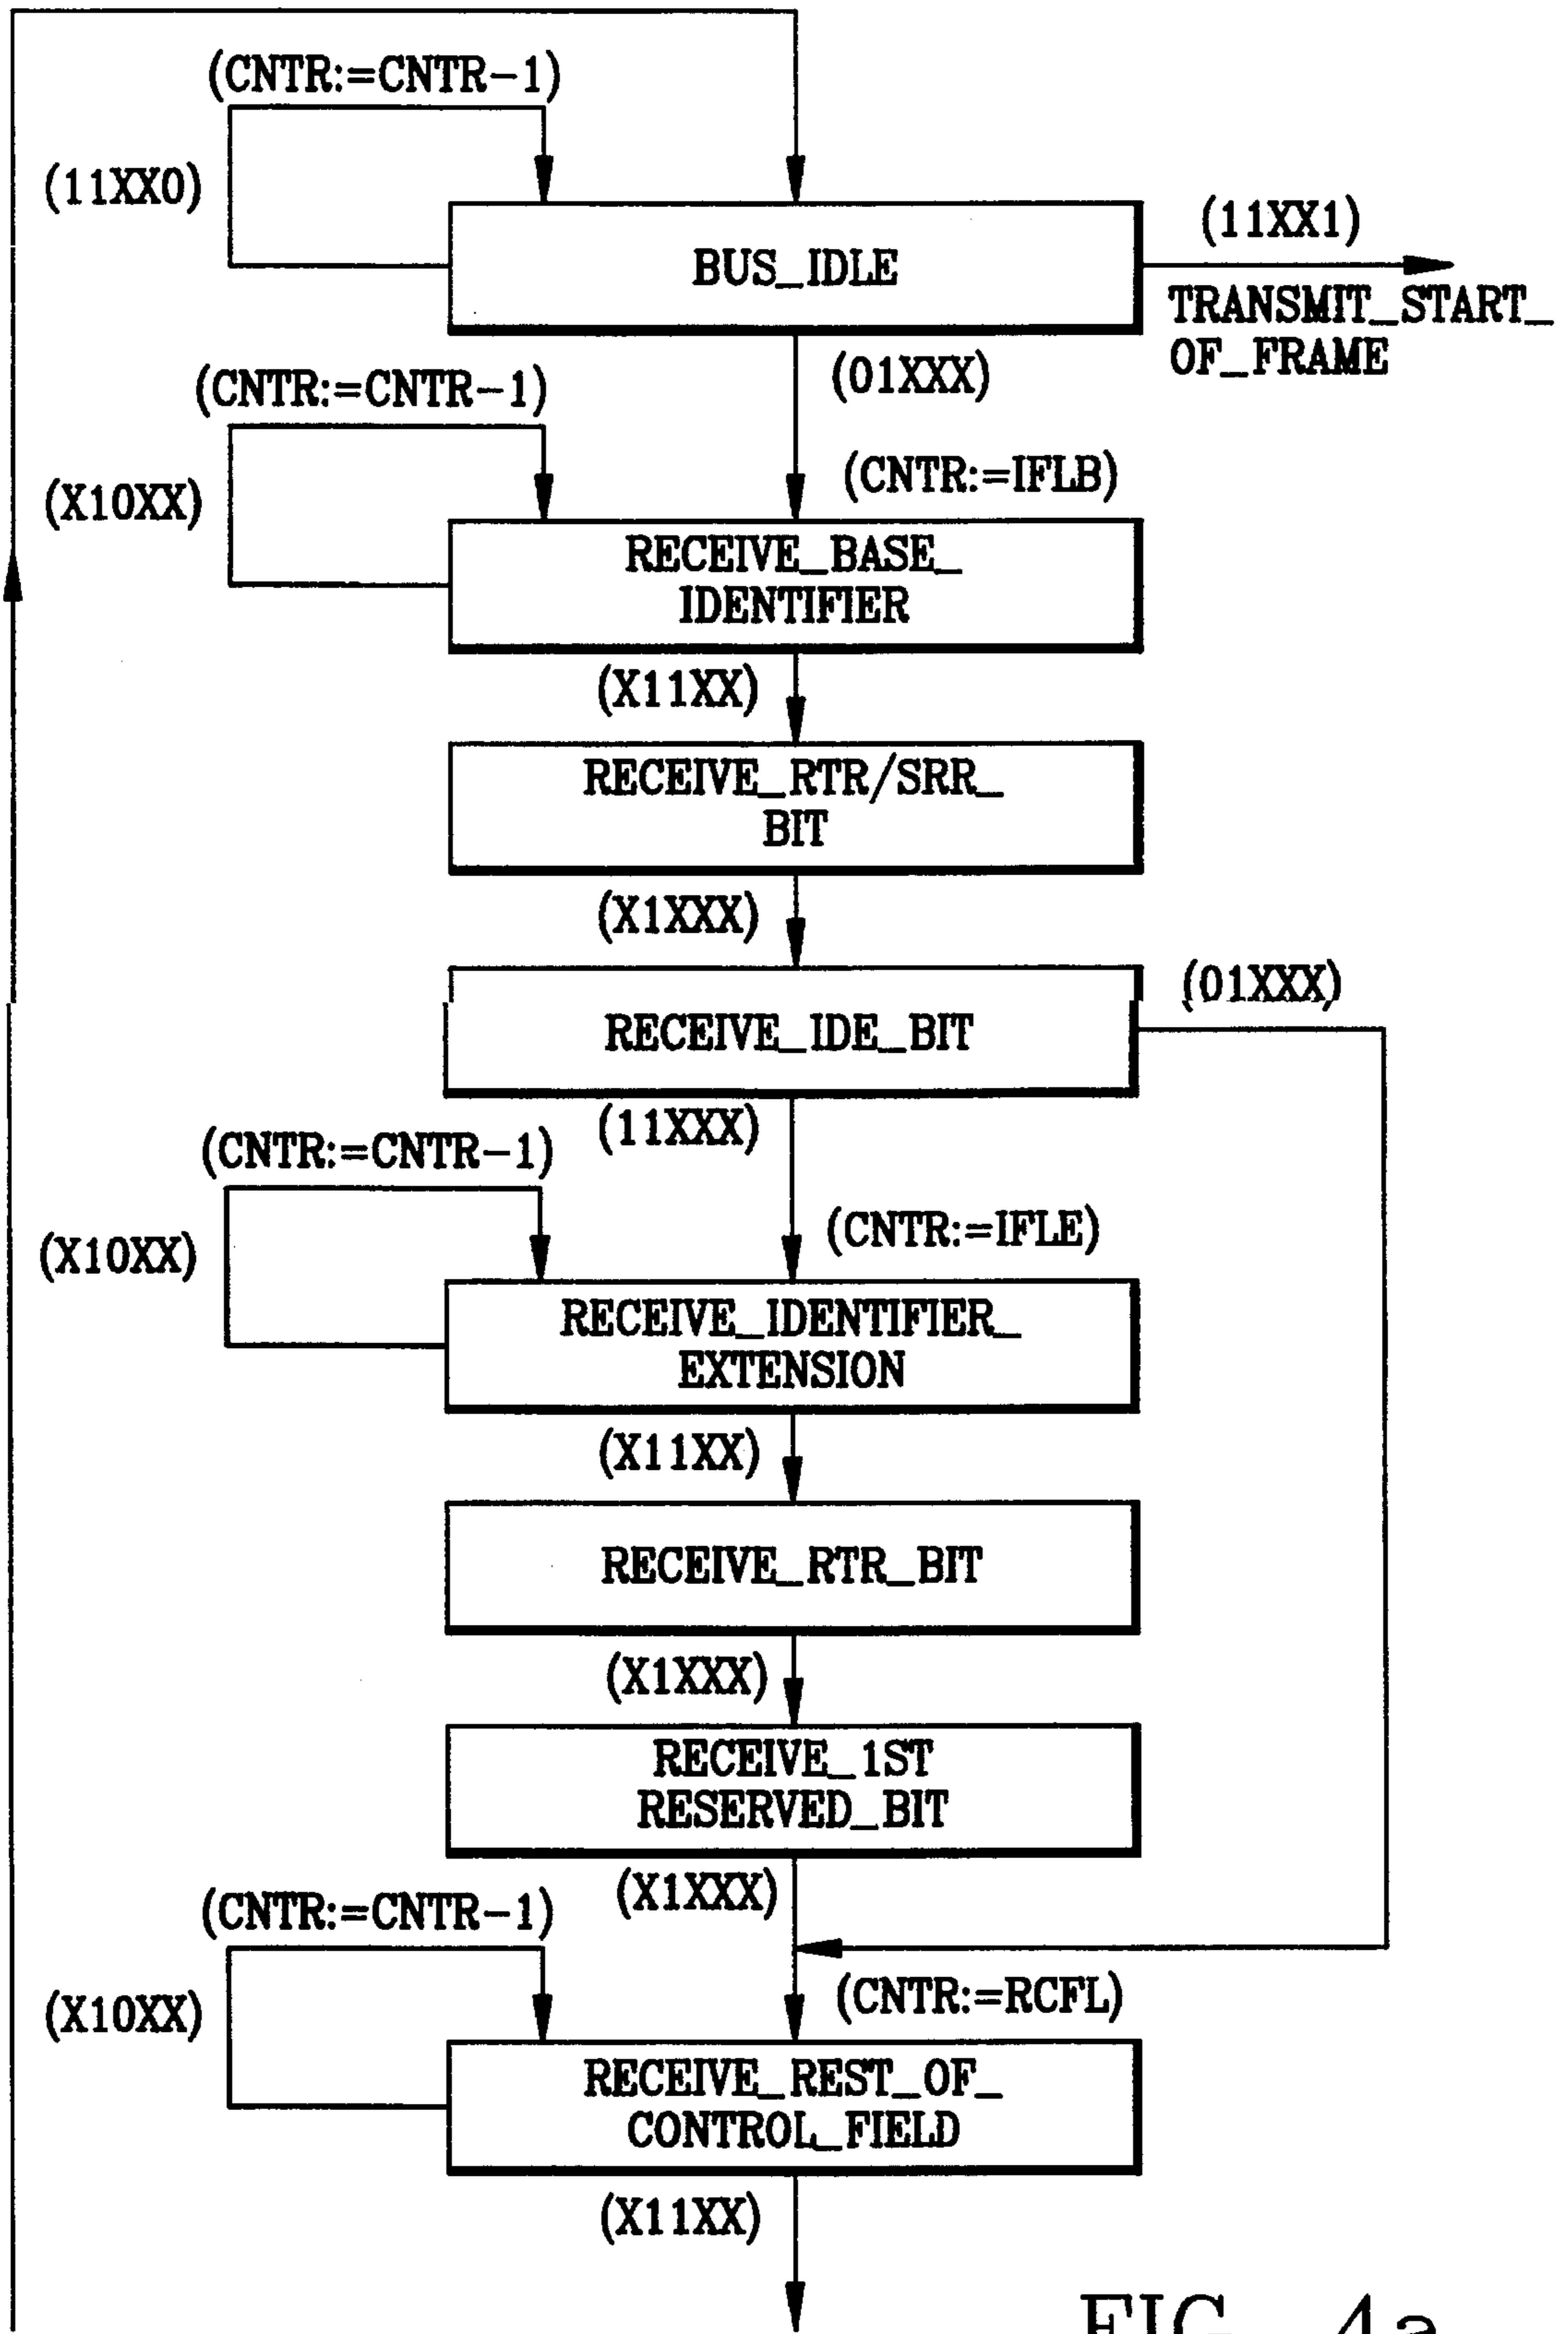 (CNTR:=CNTR-1)
(11XX0)
(11XX1)
BUS_IDLE
TRANSMIT_START_
OF_FRAME
(CNTR:=CNTR-1)
(01XXX)
(X10XX)
(CNTR:=IFLB)
RECEIVE_BASE_
IDENTIFIER
(X11XX)
RECEIVE_RTR/SRR_
BIT
(X1XXX)
(01XXX)
RECEIVE_IDE_BIT
(11XXX)
(CNTR:=CNTR-1)
(X10XX)
(CNTR:=IFLE)
RECEIVE_IDENTIFIER_
EXTENSION
(X11XX)
RECEIVE_RTR_BIT
(X1XXX)
RECEIVE_1ST
RESERVED_BIT
(X1XXX)
(CNTR:=CNTR-1)
(X10XX)
(CNTR:=RCFL)
RECEIVE_REST_OF_
CONTROL_FIELD
(X11XX)
FIG. 4a